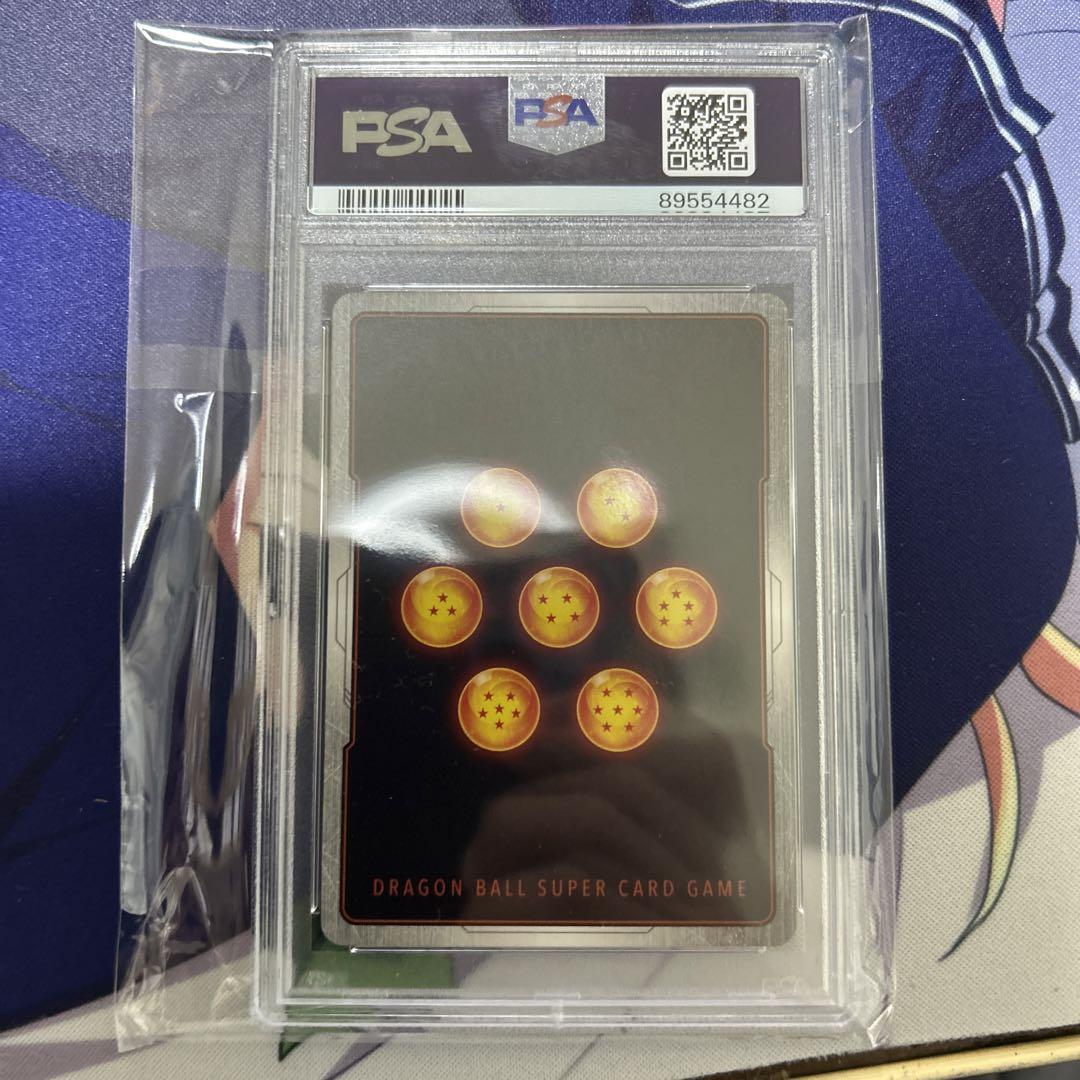 PSA
PSA
89554482
DRAGON BALL SUPER CARD GAME